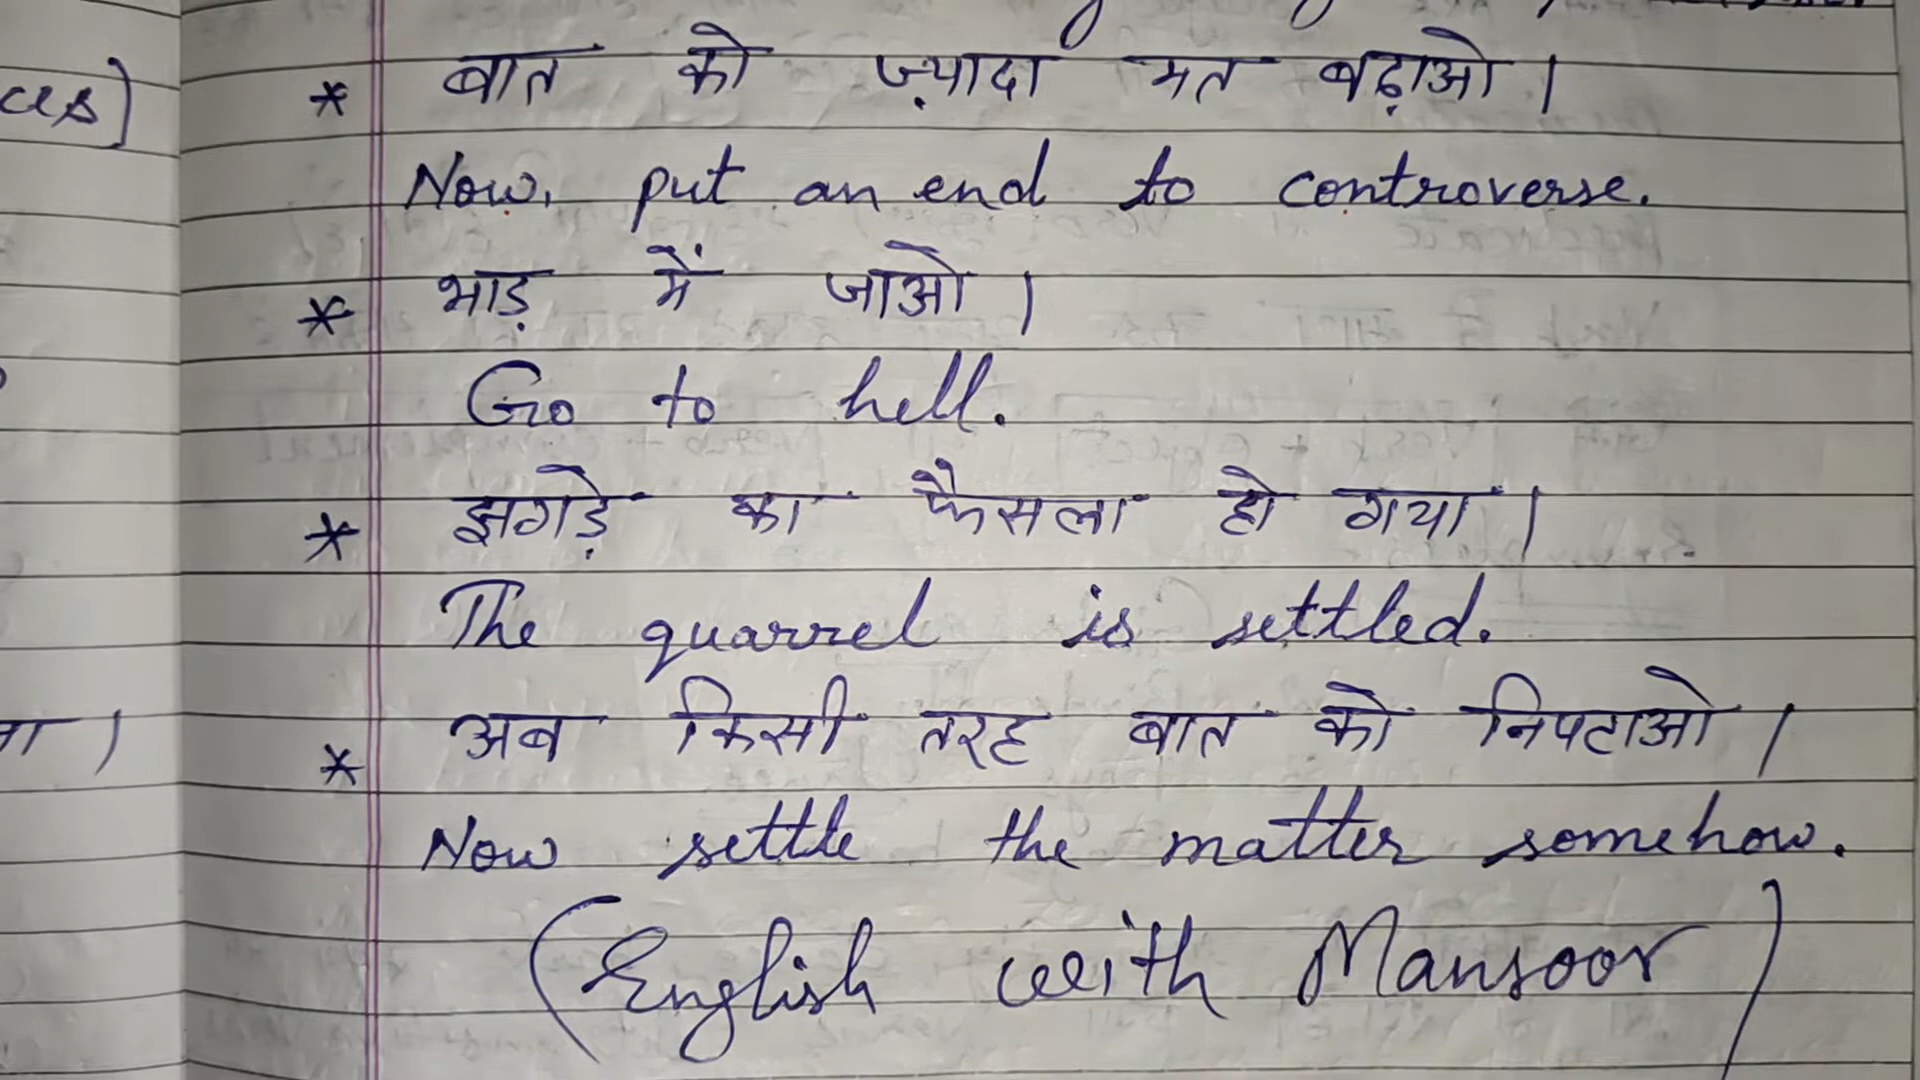 * बात को ज़्यादा मत बढ़ाओ।
Now, put an end to controverse.
* भाड़ में जाओ।
Go to hell.
* झगड़े का फैसला हो गया।
The quarrel is settled.
* अब किसी तरह बात को निपटाओ।
Now settle the matter somehow.
(English with Mansoor)